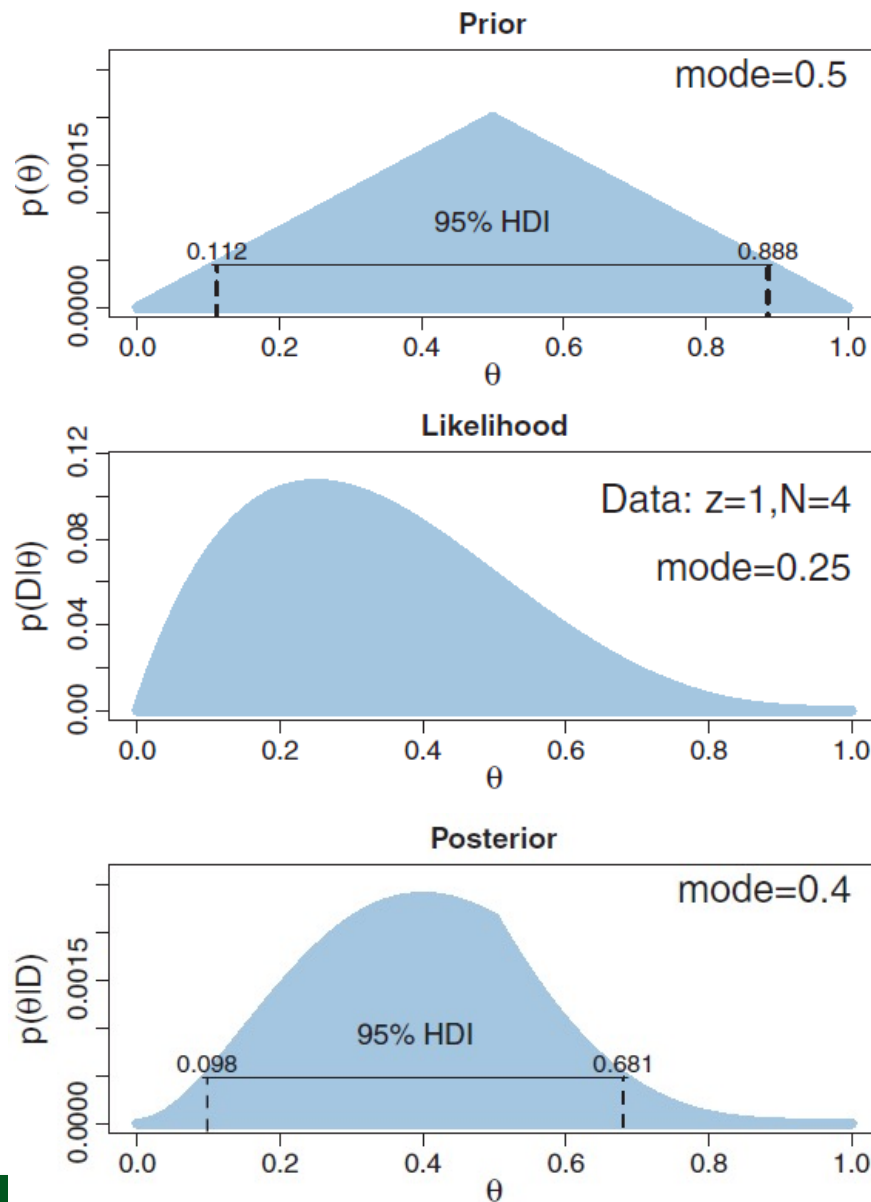 Prior
mode=0.5
p(θ)
0.0015
0.0000
95% HDI
0.112
0.888
0.0 0.2 0.4 0.6 0.8 1.0
θ
Likelihood
Data: z=1,N=4
mode=0.25
p(D|θ)
0.12
0.08
0.04
0.00
0.0 0.2 0.4 0.6 0.8 1.0
θ
Posterior
mode=0.4
p(θ|D)
0.0015
0.0000
95% HDI
0.098
0.681
0.0 0.2 0.4 0.6 0.8 1.0
θ